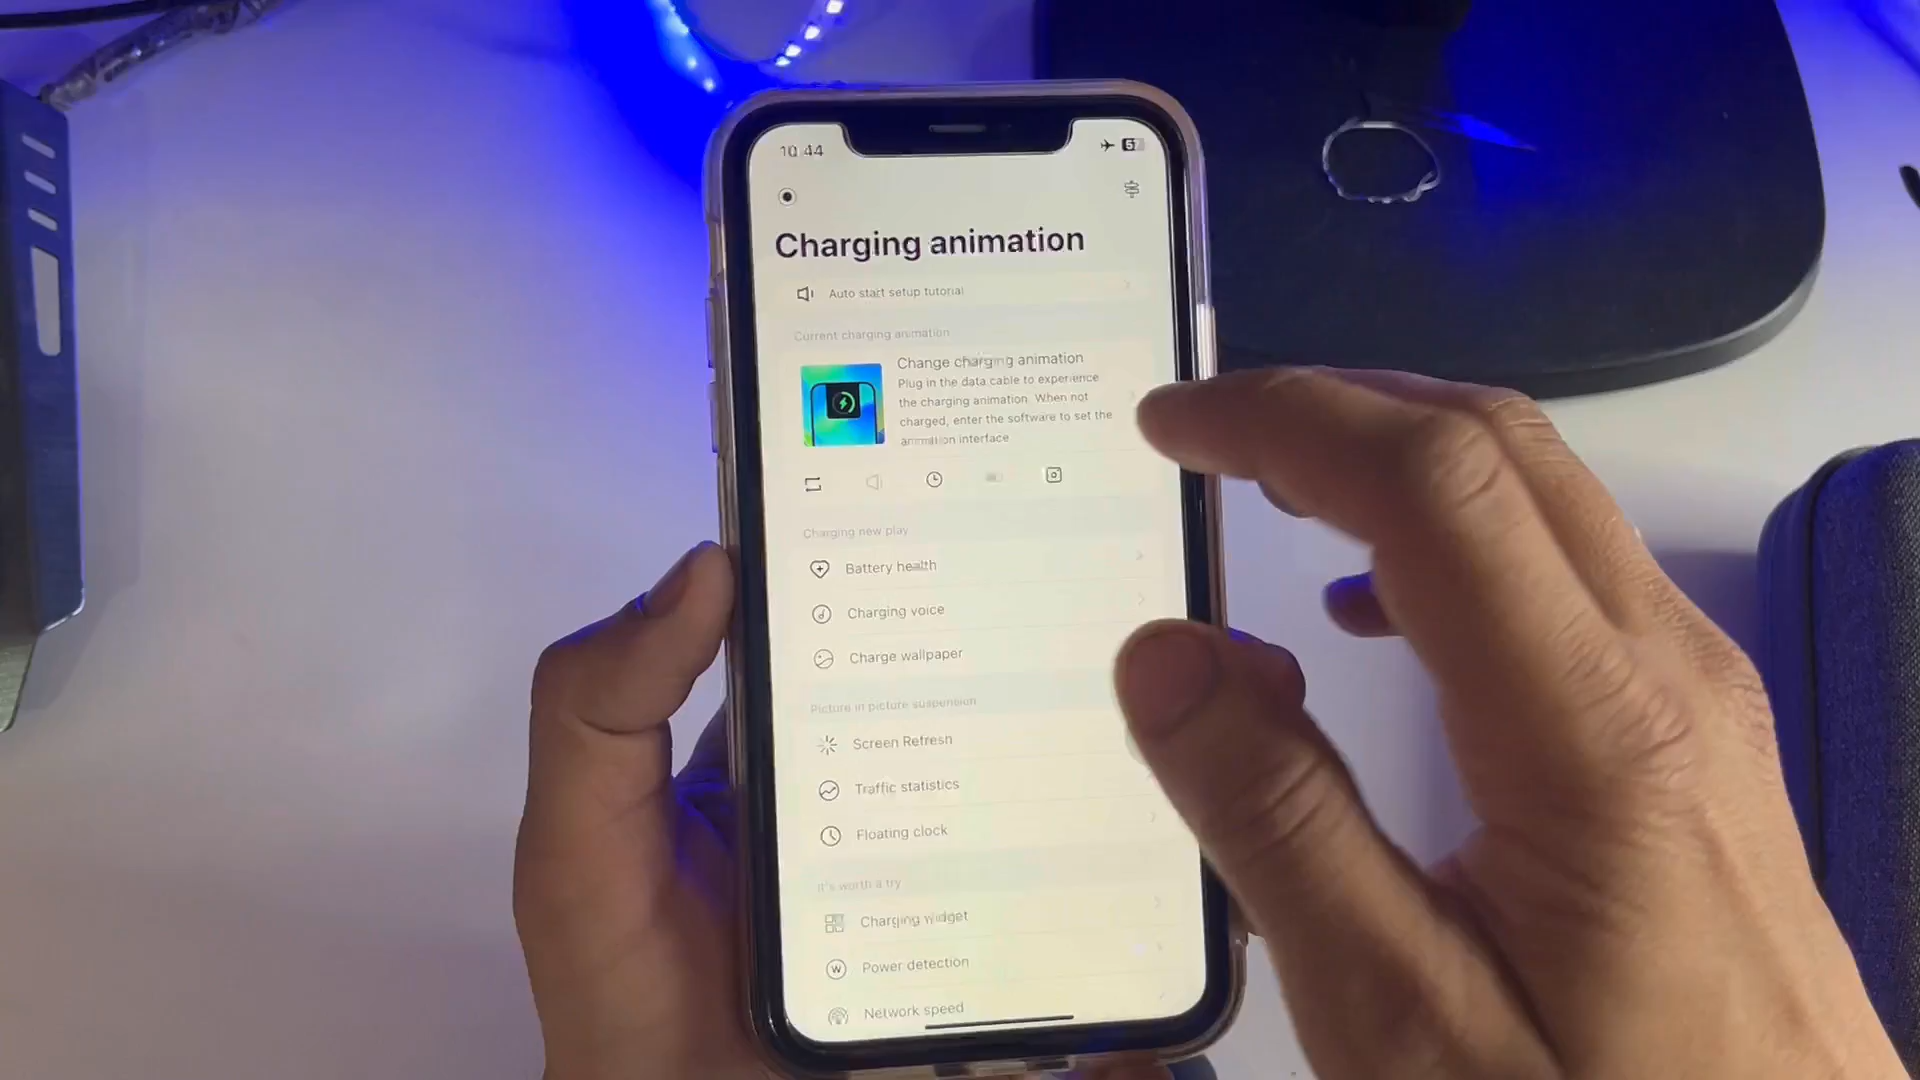 10 44
Charging animation
Auto start setup tutorial
Current charging animation
Change charging animation
Plug in the data cable to experience
the charging animation. When not
charged, enter the software to set the
animation interface
Charging new play
Battery health
Charging voice
Charge wallpaper
Picture in picture suspension
Screen Refresh
Traffic statistics
Floating clock
It's worth a try
Charging widget
W
Power detection
Network speed